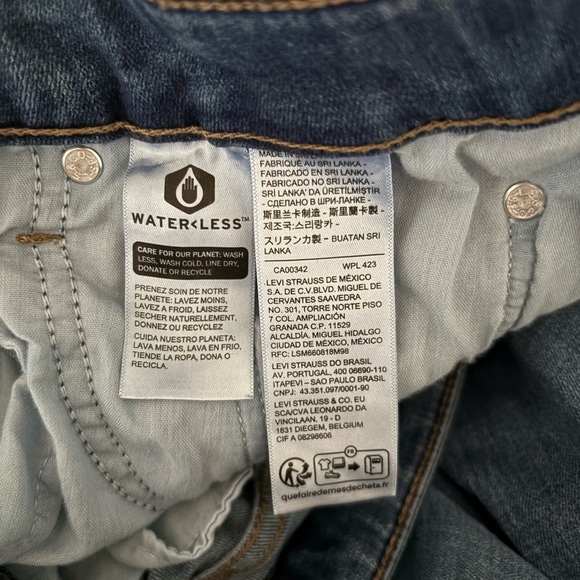 WATER<LESS™
CARE FOR OUR PLANET: WASH
LESS, WASH COLD, LINE DRY,
DONATE OR RECYCLE
PRENEZ SOIN DE NOTRE
PLANETE: LAVEZ MOINS,
LAVEZ A FROID, LAISSEZ
SECHER NATURELLEMENT,
DONNEZ OU RECYCLEZ
CUIDA NUESTRO PLANETA:
LAVA MENOS, LAVA EN FRIO,
TIENDE LA ROPA, DONA O
RECICLA.
MADE IN
FABRIQUÉ AU SRI LANKA -
FABRICADO EN SRI LANKA -
FABRICADO NO SRI LANKA -
SRİ LANKA' DA ÜRETİLMİŞTİR
- СДЕЛАНО В ШРИ-ЛАНКЕ -
斯里兰卡制造 - 斯里蘭卡製 -
제조국:스리랑카 -
スリランカ製 – BUATAN SRI
LANKA
CA00342 WPL 423
LEVI STRAUSS DE MÉXICO
S.A. DE C.V.BLVD. MIGUEL DE
CERVANTES SAAVEDRA
NO. 301, TORRE NORTE PISO
7 COL. AMPLIACIÓN
GRANADA C.P. 11529
ALCALDÍA. MIGUEL HIDALGO
CIUDAD DE MÉXICO, MÉXICO
RFC: LSM660818M98
LEVI STRAUSS DO BRASIL
AV. PORTUGAL, 400 06690-110
ITAPEVI – SAO PAULO BRASIL
CNPJ: 43.351.097/0001-90
LEVI STRAUSS & CO. EU
SCA/CVA LEONARDO DA
VINCILAAN, 19 - D
1831 DIEGEM, BELGIUM
CIF A 08298606
FR
quefairedemesdechets.fr